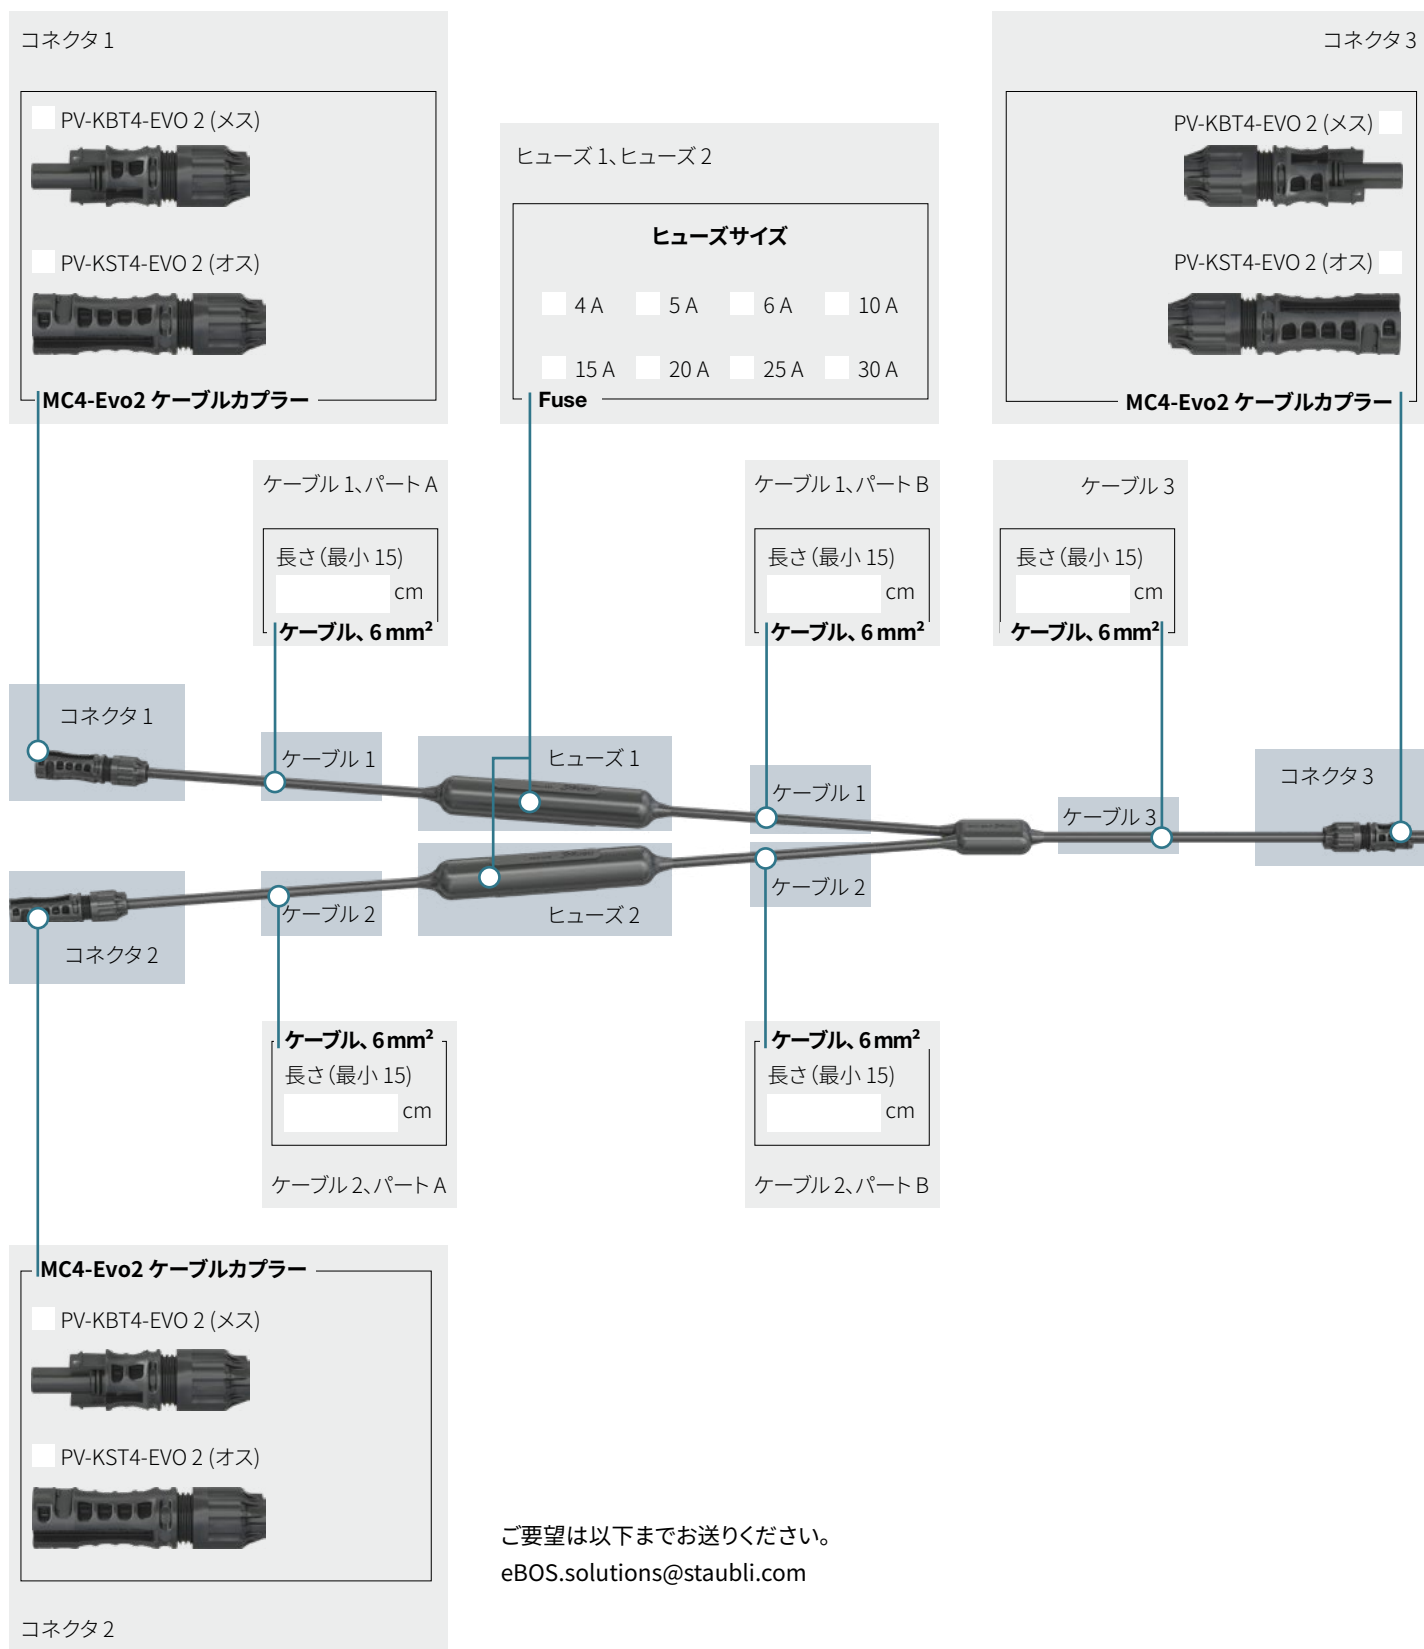 コネクタ 1
PV-KBT4-EVO 2 (メス)
PV-KST4-EVO 2 (オス)
MC4-Evo2 ケーブルカプラー
ヒューズ 1、ヒューズ 2
ヒューズサイズ
4 A 5 A 6 A 10 A
15 A 20 A 25 A 30 A
Fuse
コネクタ 3
PV-KBT4-EVO 2 (メス)
PV-KST4-EVO 2 (オス)
MC4-Evo2 ケーブルカプラー
ケーブル 1、パート A
長さ（最小 15）
cm
ケーブル、6 mm²
ケーブル 1、パート B
長さ（最小 15）
cm
ケーブル、6 mm²
ケーブル 3
長さ（最小 15）
cm
ケーブル、6 mm²
コネクタ 1
ケーブル 1
ヒューズ 1
ケーブル 1
ケーブル 3
コネクタ 3
コネクタ 2
ケーブル 2
ヒューズ 2
ケーブル 2
ケーブル、6 mm²
長さ（最小 15）
cm
ケーブル 2、パート A
ケーブル、6 mm²
長さ（最小 15）
cm
ケーブル 2、パート B
MC4-Evo2 ケーブルカプラー
PV-KBT4-EVO 2 (メス)
PV-KST4-EVO 2 (オス)
コネクタ 2
ご要望は以下までお送りください。
eBOS.solutions@staubli.com